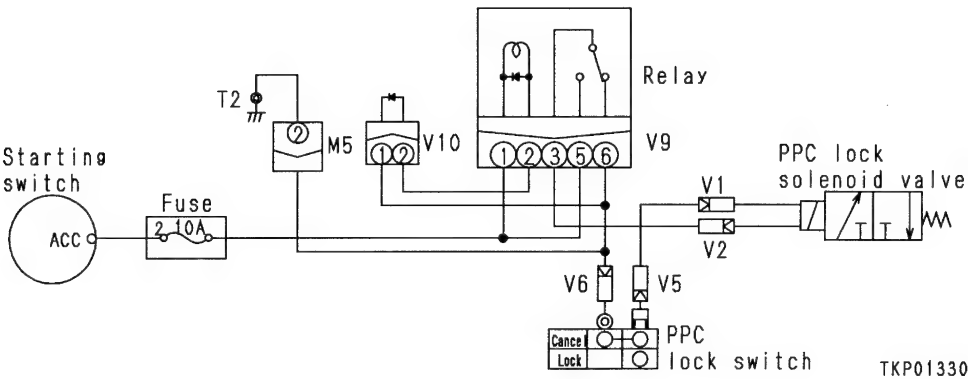 Relay
T2
2
M5
1 2
V10
1 2 3 5 6
V9
Starting
switch
ACC
Fuse
2 10A
PPC lock
solenoid valve
V1
V2
T T
V6
V5
Cancel
Lock
PPC
lock switch
TKP01330